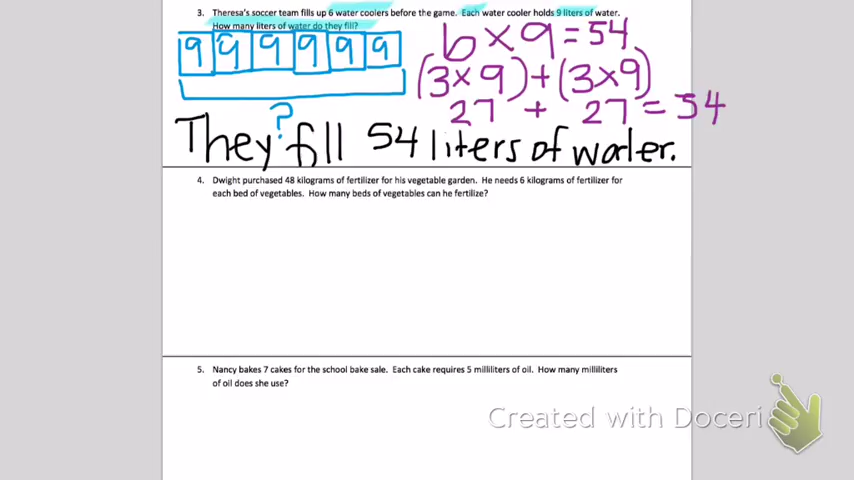 3. Theresa's soccer team fills up 6 water coolers before the game. Each water cooler holds 9 liters of water.
How many liters of water do they fill?
9 9 9 9 9 9
?
6 × 9 = 54
(3×9)+(3×9)
27 + 27 = 54
They fill 54 liters of water.
4. Dwight purchased 48 kilograms of fertilizer for his vegetable garden. He needs 6 kilograms of fertilizer for
each bed of vegetables. How many beds of vegetables can he fertilize?
5. Nancy bakes 7 cakes for the school bake sale. Each cake requires 5 milliliters of oil. How many milliliters
of oil does she use?
Created with Doceri